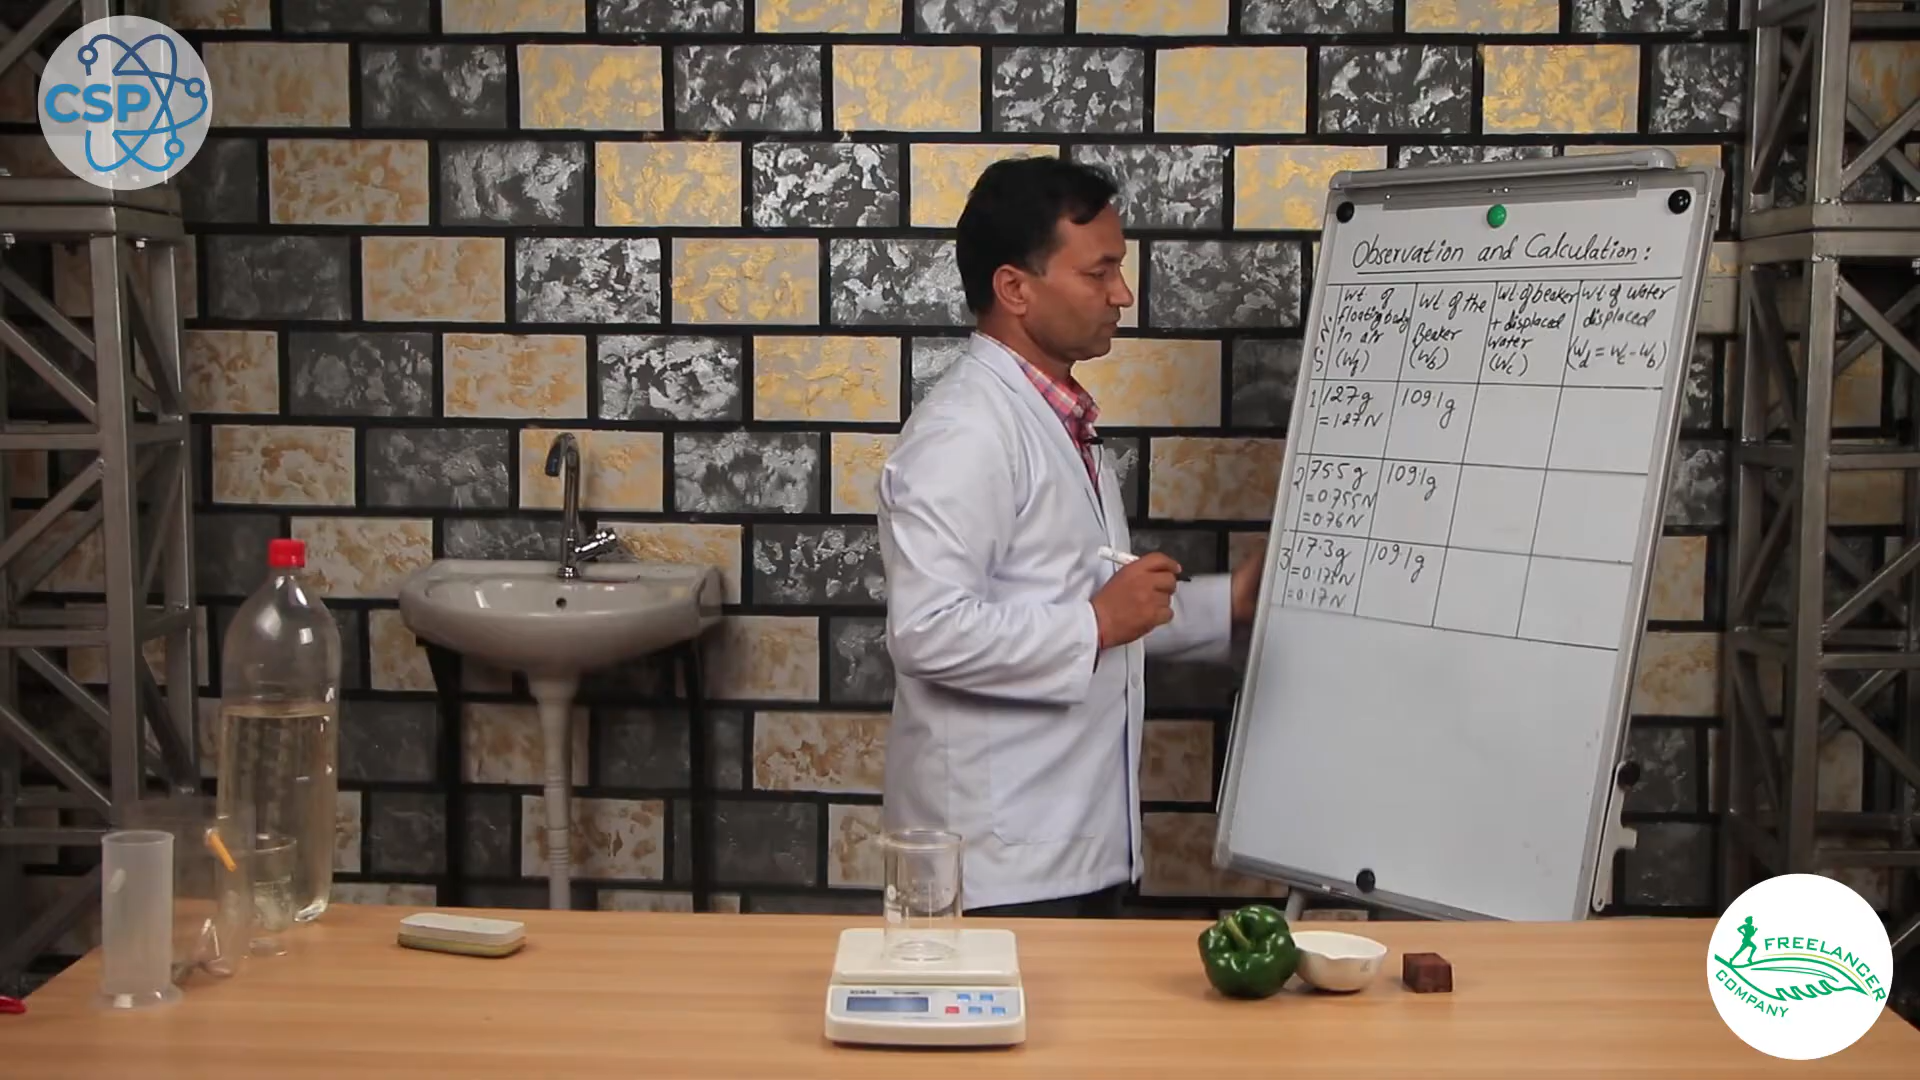 CSP
Observation and Calculation:
S.N.
wt of
floating body
in air
(Wf)
wt of the
Beaker
(Wb)
wt of beaker
+ displaced
water
(Wc)
wt of water
displaced
(Wd = Wc - Wb)
1
127g
= 1.27N
109.1g
2
75.5g
= 0.755N
= 0.76N
109.1g
3
17.3g
= 0.173N
= 0.17N
109.1g
FREELANCER
COMPANY